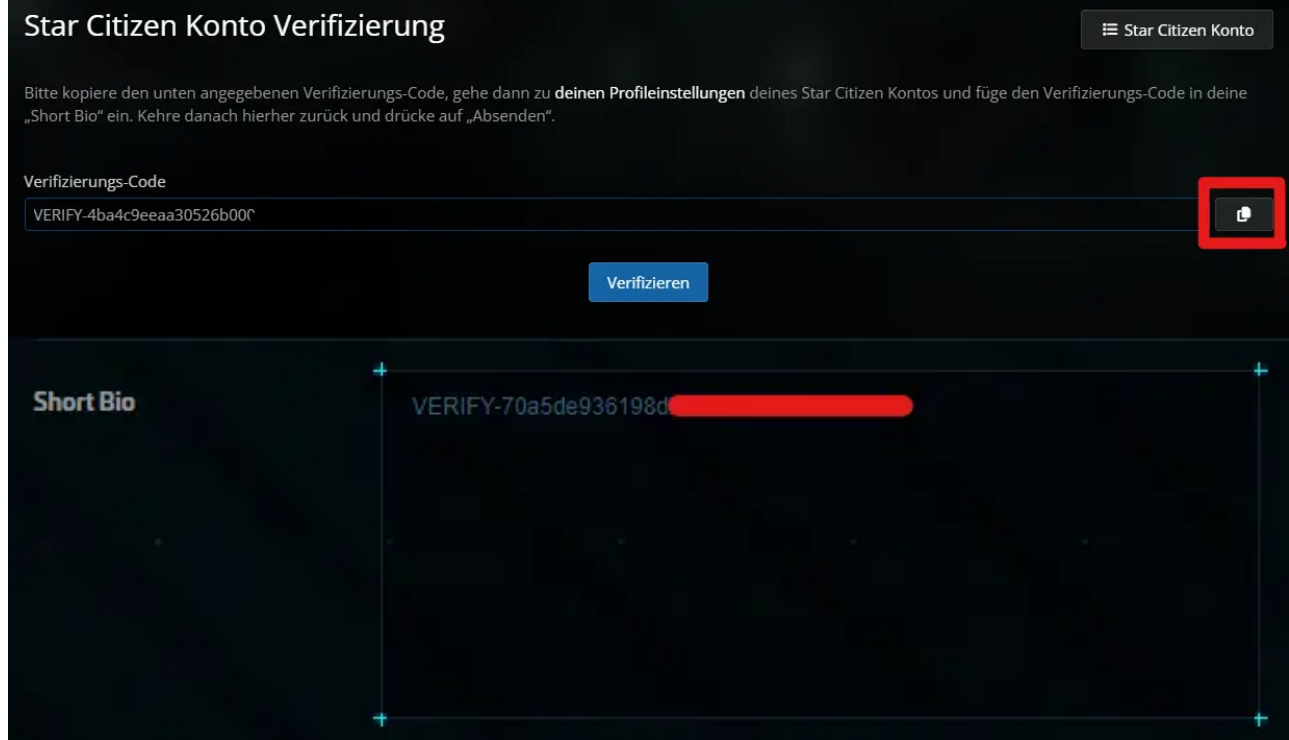 Star Citizen Konto Verifizierung
Star Citizen Konto
Bitte kopiere den unten angegebenen Verifizierungs-Code, gehe dann zu deinen Profileinstellungen deines Star Citizen Kontos und füge den Verifizierungs-Code in deine
„Short Bio“ ein. Kehre danach hierher zurück und drücke auf „Absenden“.
Verifizierungs-Code
VERIFY-4ba4c9eeaa30526b000
Verifizieren
Short Bio
VERIFY-70a5de936198d